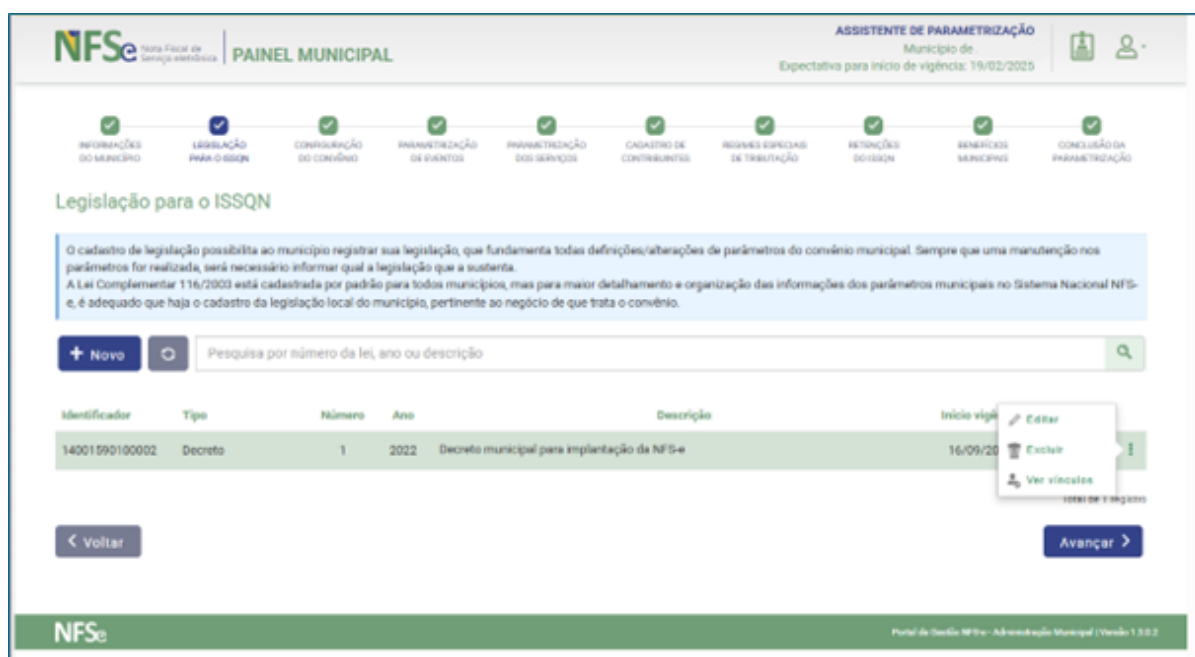 NFSe Nota Fiscal de Serviço eletrônica | PAINEL MUNICIPAL
ASSISTENTE DE PARAMETRIZAÇÃO
Município de
Expectativa para início de vigência: 19/02/2025
INFORMAÇÕES DO MUNICÍPIO
LEGISLAÇÃO PARA O ISSQN
CONFIGURAÇÃO DO CONVÊNIO
PARAMETRIZAÇÃO DE EVENTOS
PARAMETRIZAÇÃO DOS SERVIÇOS
CADASTRO DE CONTRIBUINTES
REGIMES ESPECIAIS DE TRIBUTAÇÃO
RETENÇÕES DO ISSQN
BENEFÍCIOS MUNICIPAIS
CONCLUSÃO DA PARAMETRIZAÇÃO
Legislação para o ISSQN
O cadastro de legislação possibilita ao município registrar sua legislação, que fundamenta todas definições/alterações de parâmetros do convênio municipal. Sempre que uma manutenção nos
parâmetros for realizada, será necessário informar qual a legislação que a sustenta.
A Lei Complementar 116/2003 está cadastrada por padrão para todos municípios, mas para maior detalhamento e organização das informações dos parâmetros municipais no Sistema Nacional NFS-
e, é adequado que haja o cadastro da legislação local do município, pertinente ao negócio de que trata o convênio.
+ Novo
Pesquisa por número da lei, ano ou descrição
Identificador Tipo Número Ano Descrição Início vigê
14001590100002 Decreto 1 2022 Decreto municipal para implantação da NFS-e 16/09/20
Editar
Excluir
Ver vínculos
Total de 1 registro
Voltar
Avançar
NFSe
Portal de Gestão NFS-e - Administração Municipal | Versão 1.3.0.2